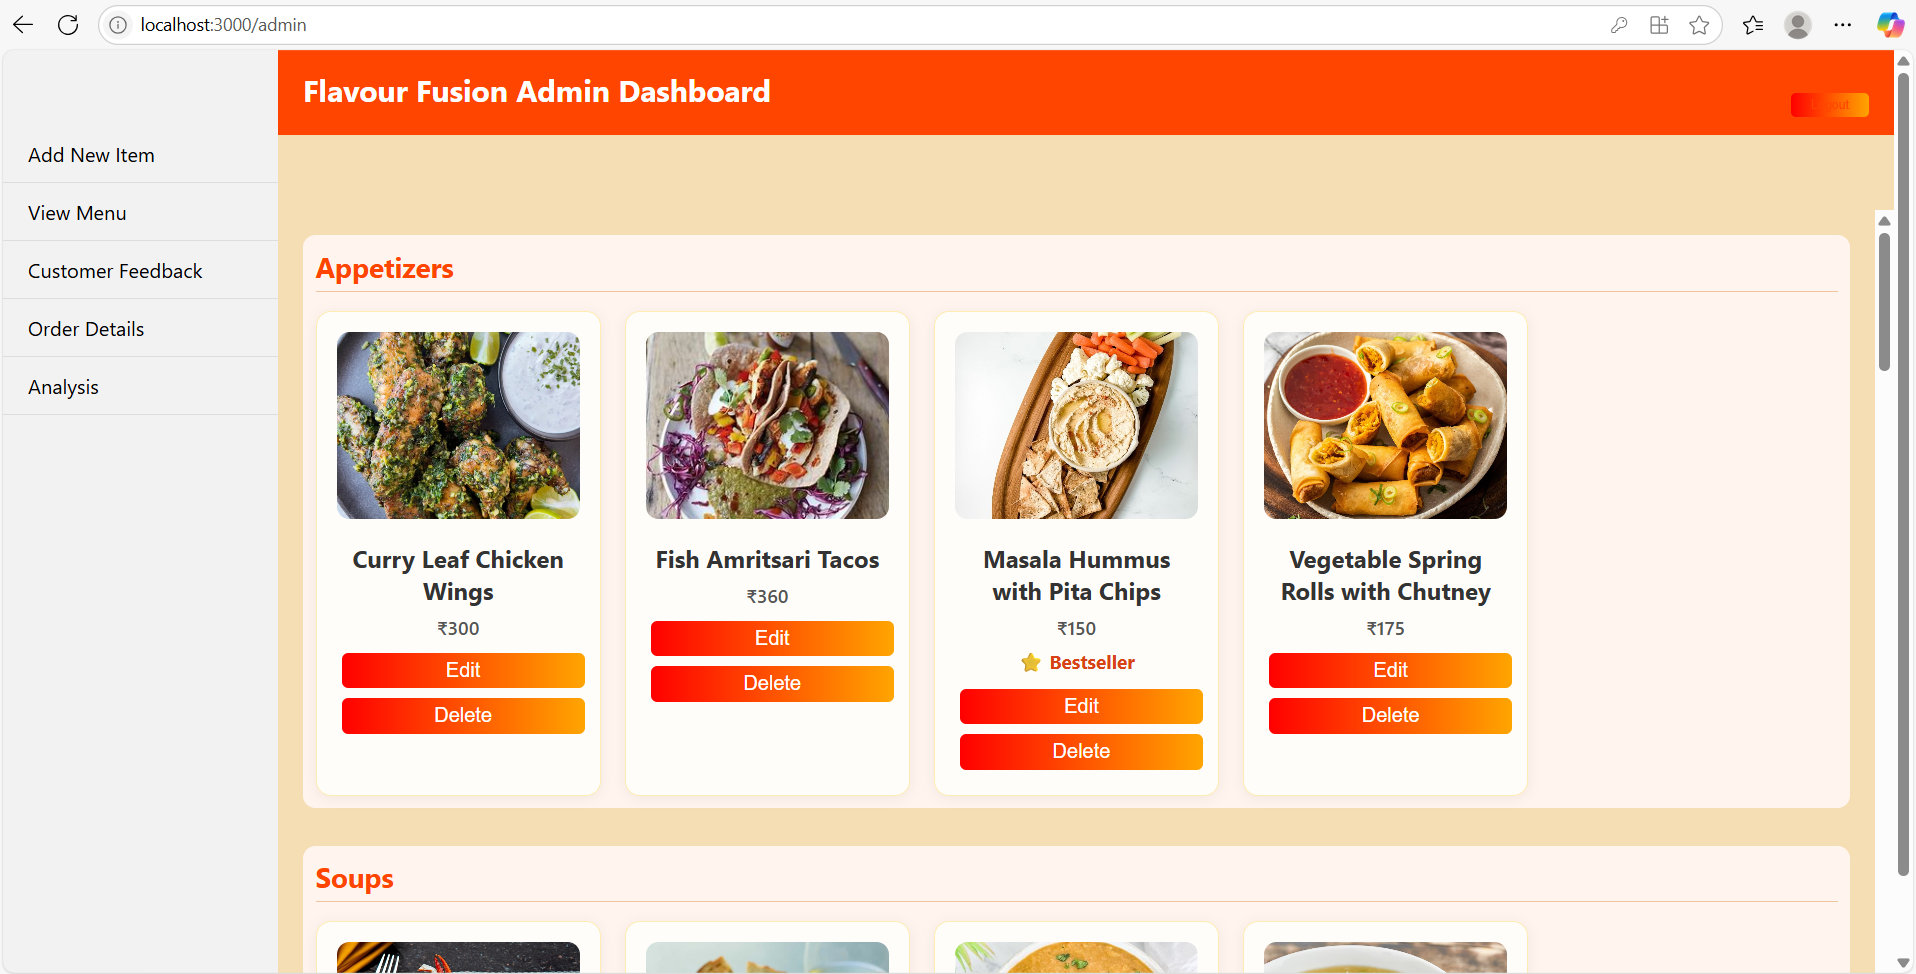 localhost:3000/admin
Flavour Fusion Admin Dashboard
Logout
Add New Item
View Menu
Customer Feedback
Order Details
Analysis
Appetizers
Curry Leaf Chicken
Wings
₹300
Edit
Delete
Fish Amritsari Tacos
₹360
Edit
Delete
Masala Hummus
with Pita Chips
₹150
⭐ Bestseller
Edit
Delete
Vegetable Spring
Rolls with Chutney
₹175
Edit
Delete
Soups